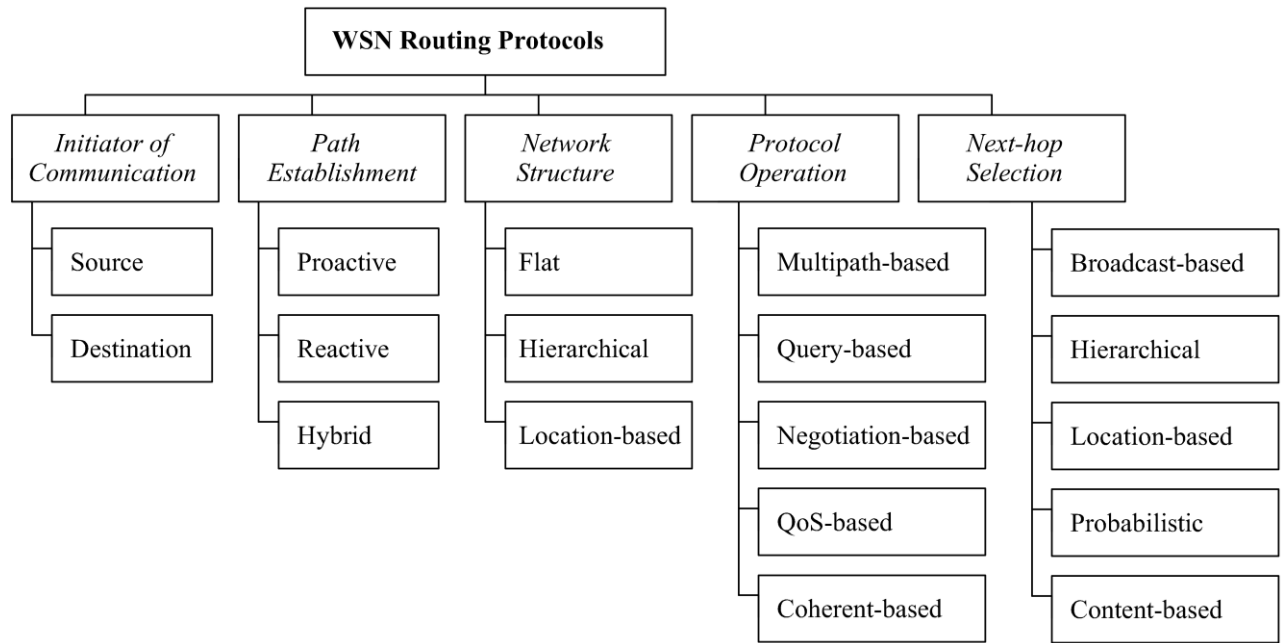 WSN Routing Protocols
Initiator of
Communication
Path
Establishment
Network
Structure
Protocol
Operation
Next-hop
Selection
Source
Destination
Proactive
Reactive
Hybrid
Flat
Hierarchical
Location-based
Multipath-based
Query-based
Negotiation-based
QoS-based
Coherent-based
Broadcast-based
Hierarchical
Location-based
Probabilistic
Content-based